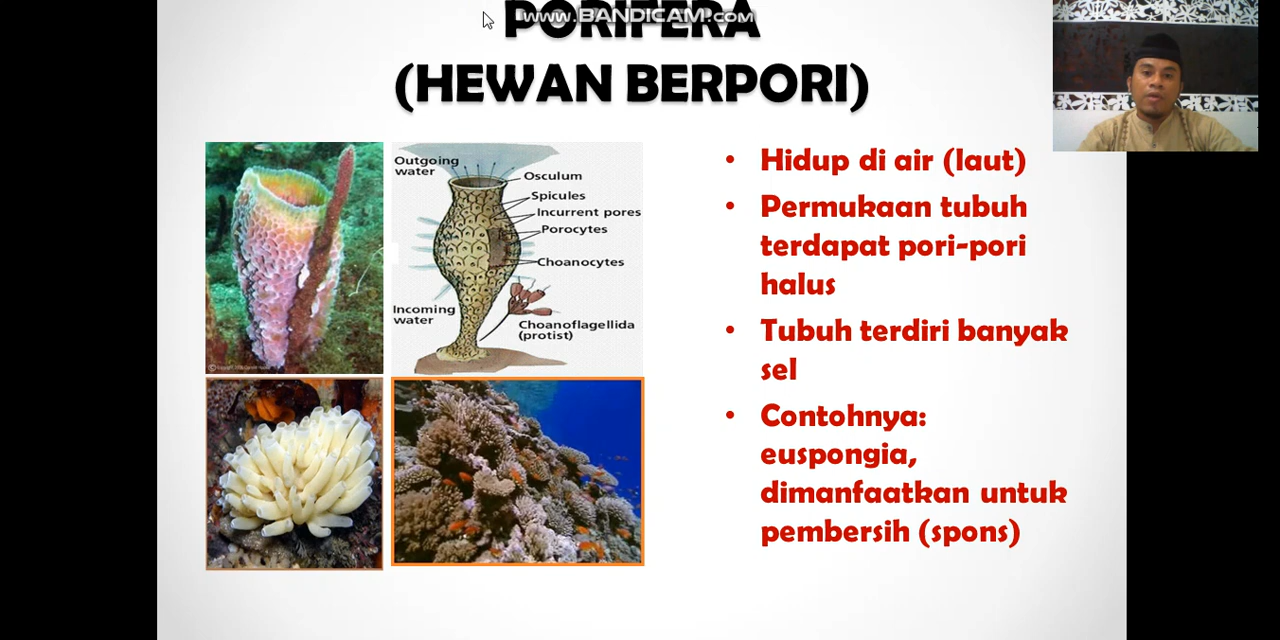 www.BANDICAM.com
PORIFERA
(HEWAN BERPORI)
Outgoing
water
Osculum
Spicules
Incurrent pores
Porocytes
Choanocytes
Incoming
water
Choanoflagellida
(protist)
• Hidup di air (laut)
• Permukaan tubuh
terdapat pori-pori
halus
• Tubuh terdiri banyak
sel
• Contohnya:
euspongia,
dimanfaatkan untuk
pembersih (spons)